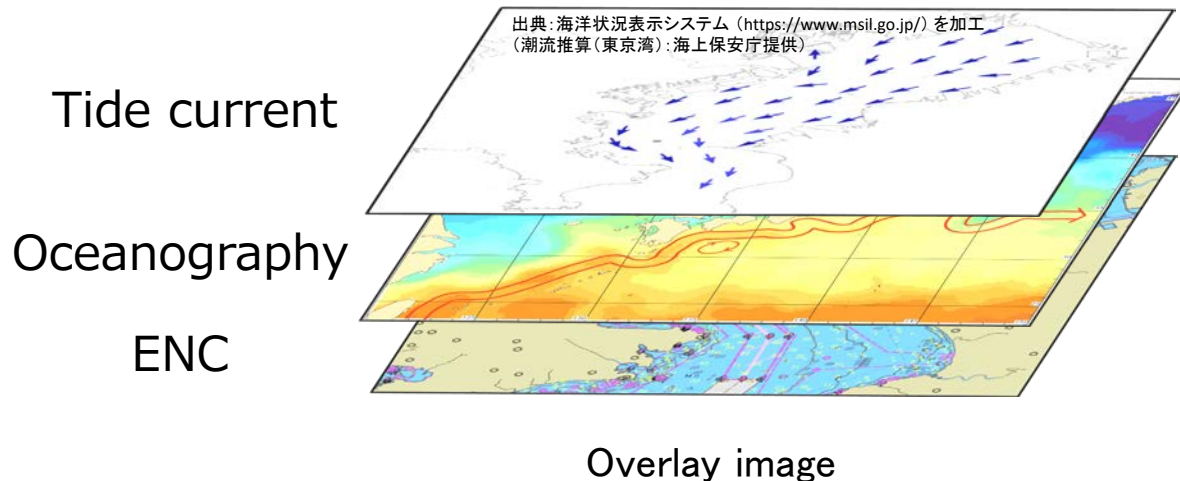 出典：海洋状況表示システム（https://www.msil.go.jp/）を加工
（潮流推算（東京湾）：海上保安庁提供）
Tide current
Oceanography
ENC
Overlay image